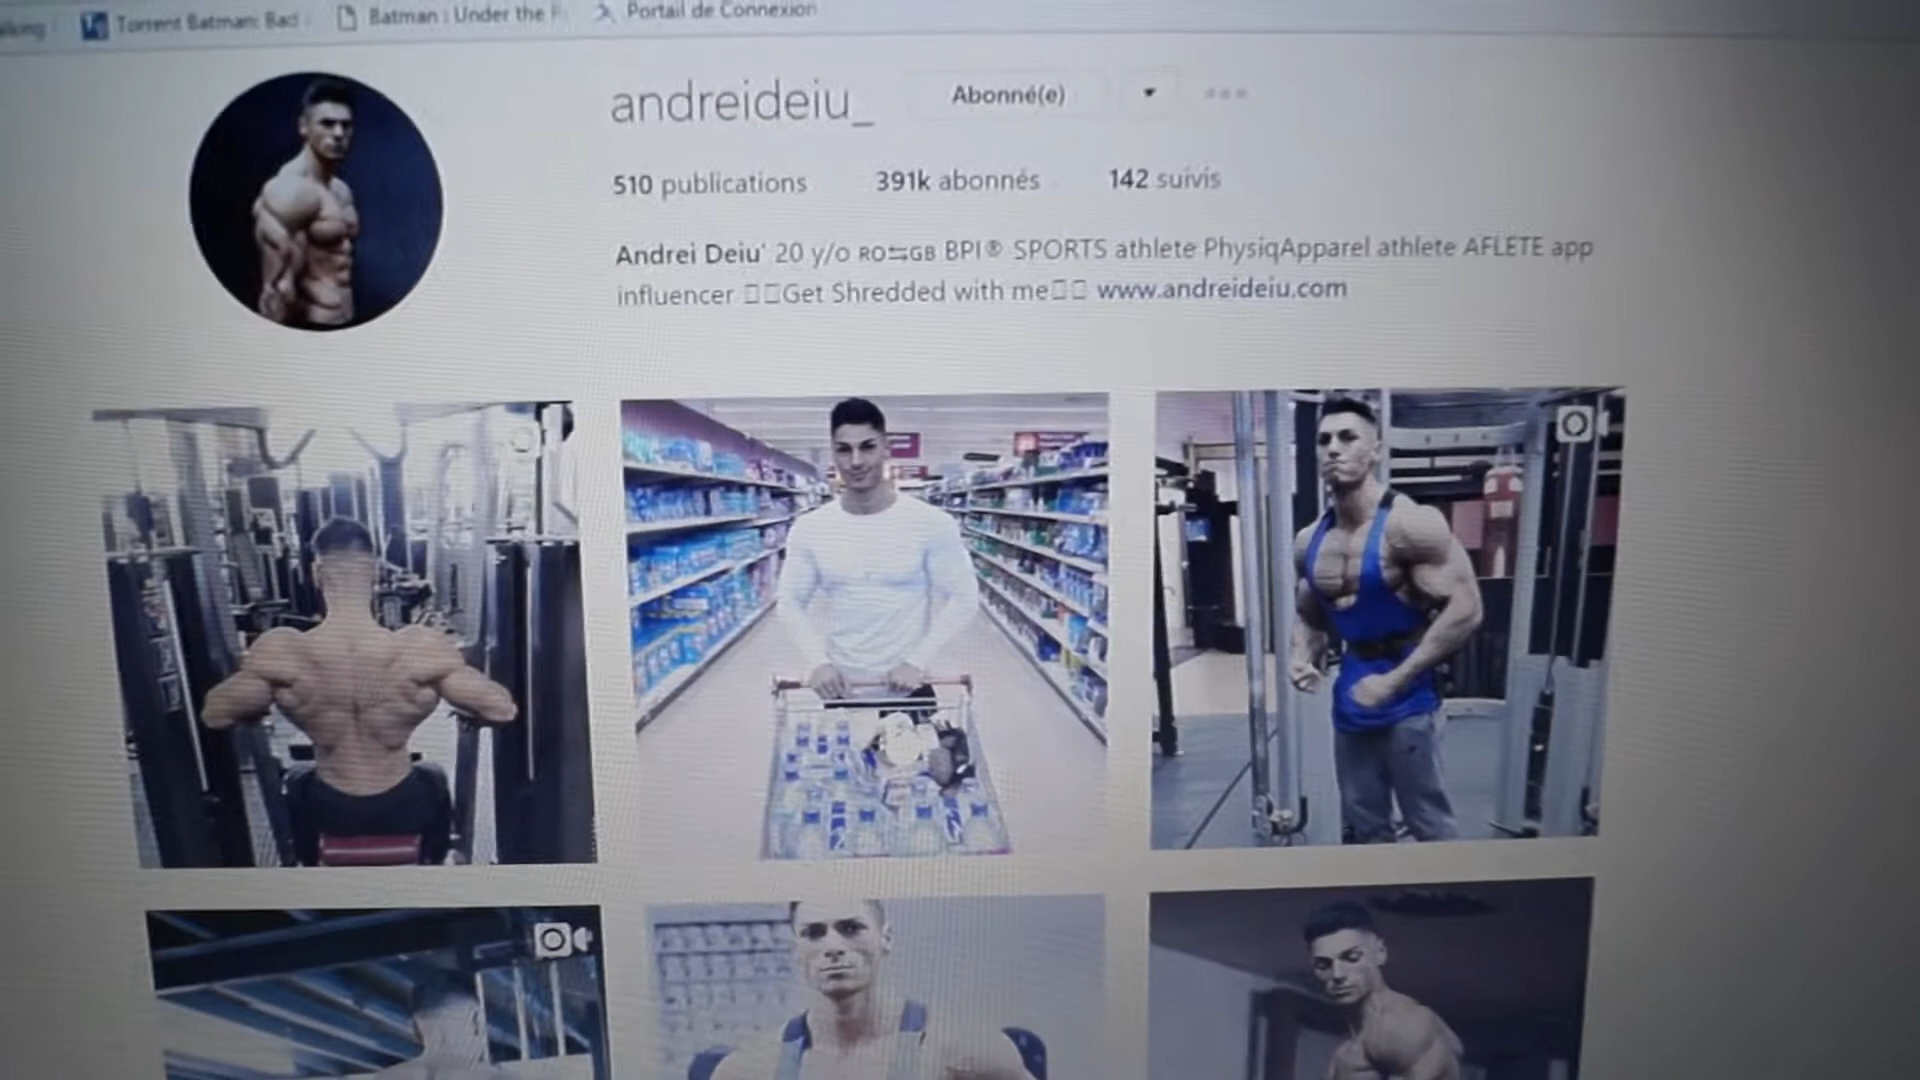 Torrent Batman: Bad
Batman : Under the
Portail de Connexion
andreideiu_
Abonné(e)
510 publications
391k abonnés
142 suivis
Andrei Deiu' 20 y/o RO⇆GB BPI® SPORTS athlete PhysiqApparel athlete AFLETE app
influencer Get Shredded with me www.andreideiu.com